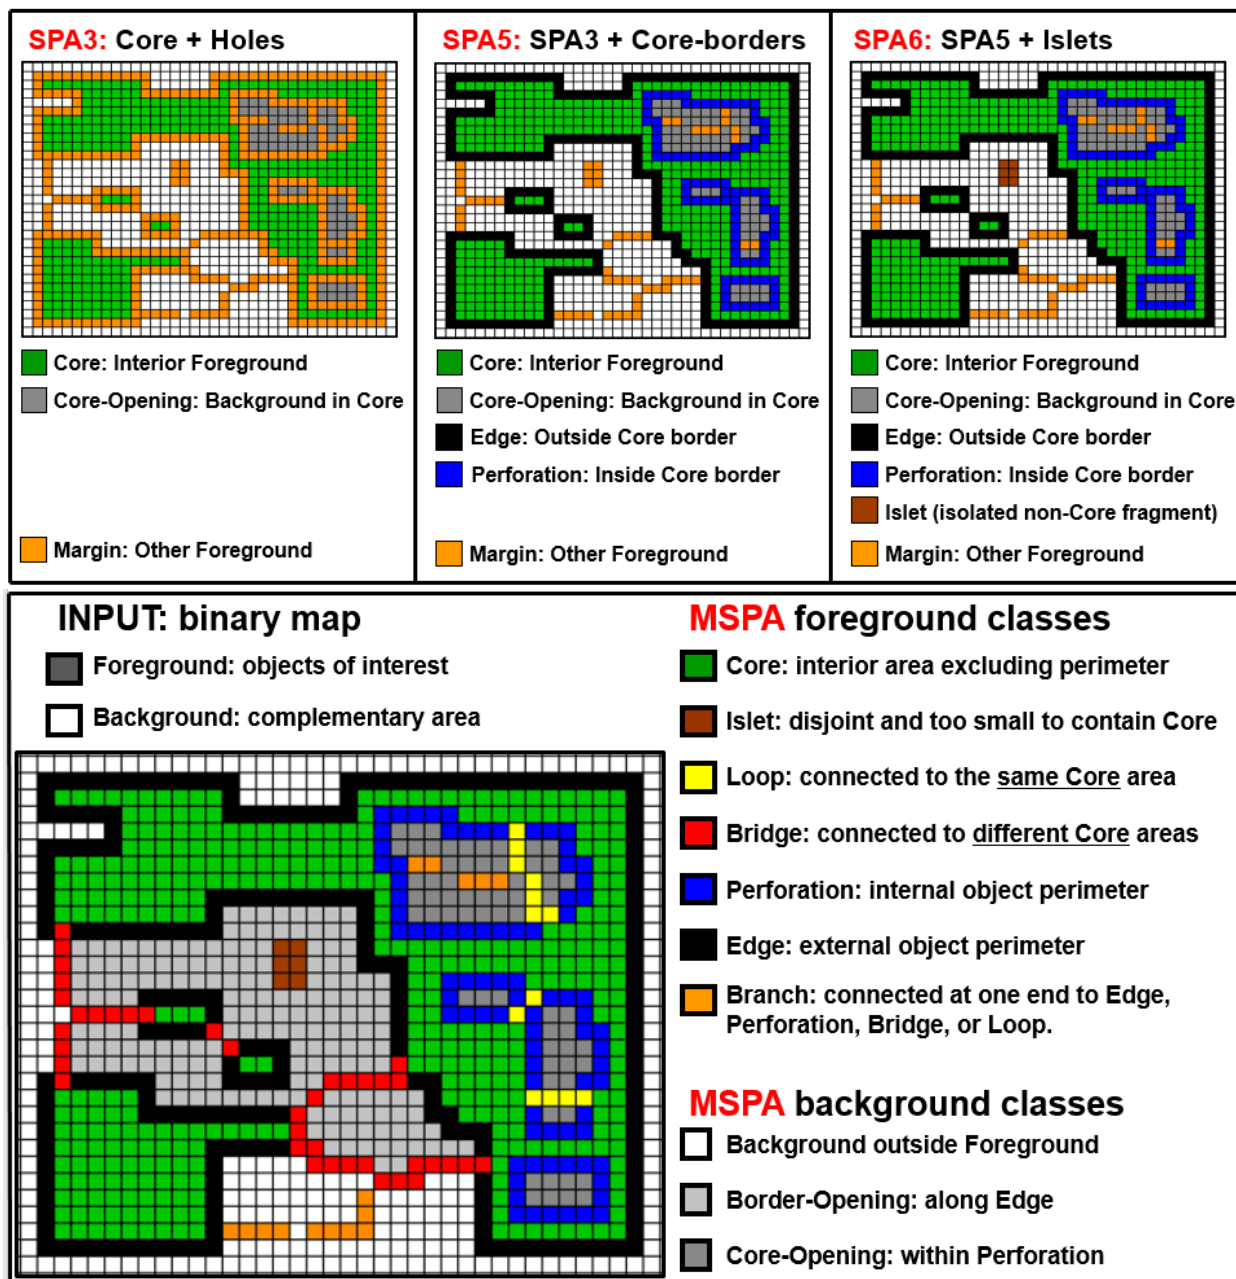 SPA3: Core + Holes
Core: Interior Foreground
Core-Opening: Background in Core
Margin: Other Foreground
SPA5: SPA3 + Core-borders
Core: Interior Foreground
Core-Opening: Background in Core
Edge: Outside Core border
Perforation: Inside Core border
Margin: Other Foreground
SPA6: SPA5 + Islets
Core: Interior Foreground
Core-Opening: Background in Core
Edge: Outside Core border
Perforation: Inside Core border
Islet (isolated non-Core fragment)
Margin: Other Foreground
INPUT: binary map
Foreground: objects of interest
Background: complementary area
MSPA foreground classes
Core: interior area excluding perimeter
Islet: disjoint and too small to contain Core
Loop: connected to the same Core area
Bridge: connected to different Core areas
Perforation: internal object perimeter
Edge: external object perimeter
Branch: connected at one end to Edge,
Perforation, Bridge, or Loop.
MSPA background classes
Background outside Foreground
Border-Opening: along Edge
Core-Opening: within Perforation